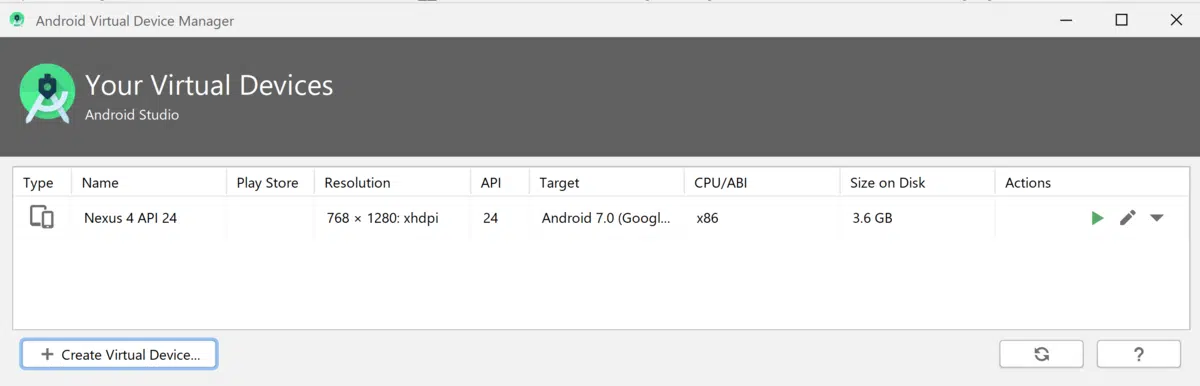 Android Virtual Device Manager
Your Virtual Devices
Android Studio
Type Name Play Store Resolution API Target CPU/ABI Size on Disk Actions
Nexus 4 API 24 768 × 1280: xhdpi 24 Android 7.0 (Googl... x86 3.6 GB
+ Create Virtual Device... ?